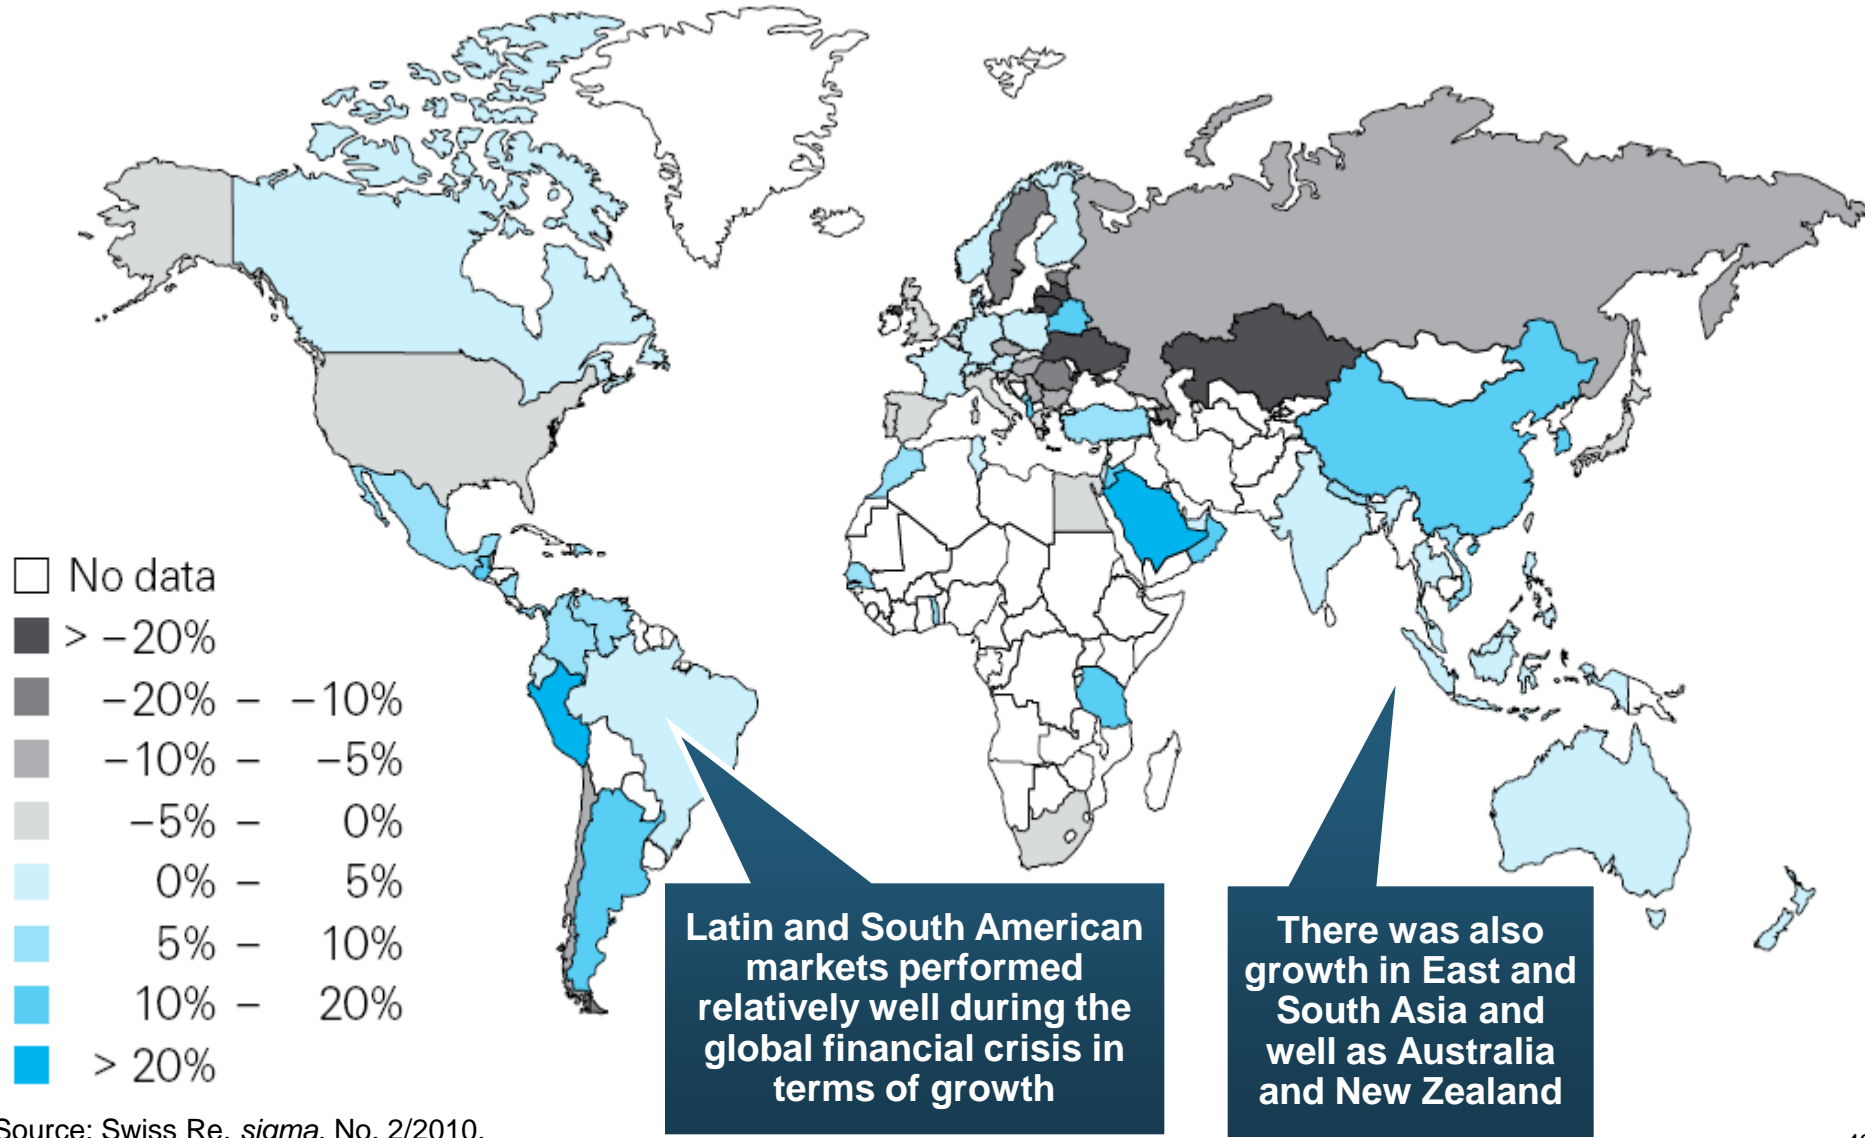 No data
> −20%
−20% – −10%
−10% – −5%
−5% – 0%
0% – 5%
5% – 10%
10% – 20%
> 20%
Latin and South American
markets performed
relatively well during the
global financial crisis in
terms of growth
There was also
growth in East and
South Asia and
well as Australia
and New Zealand
Source: Swiss Re, sigma, No. 2/2010.